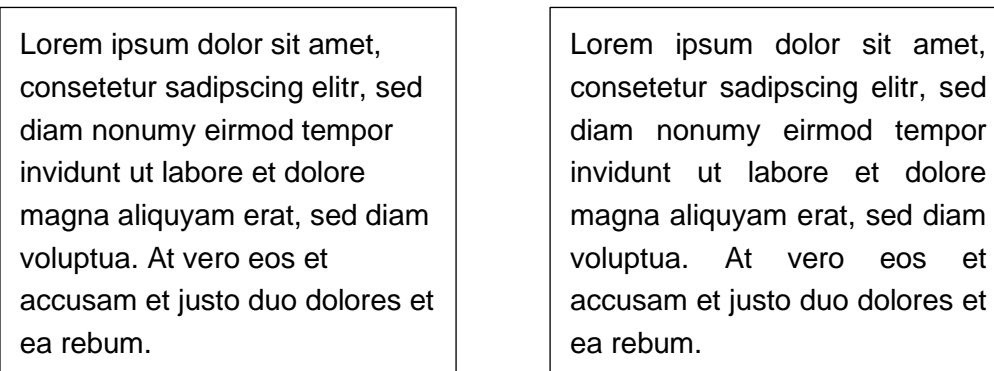 Lorem ipsum dolor sit amet,
consetetur sadipscing elitr, sed
diam nonumy eirmod tempor
invidunt ut labore et dolore
magna aliquyam erat, sed diam
voluptua. At vero eos et
accusam et justo duo dolores et
ea rebum.
Lorem ipsum dolor sit amet,
consetetur sadipscing elitr, sed
diam nonumy eirmod tempor
invidunt ut labore et dolore
magna aliquyam erat, sed diam
voluptua. At vero eos et
accusam et justo duo dolores et
ea rebum.